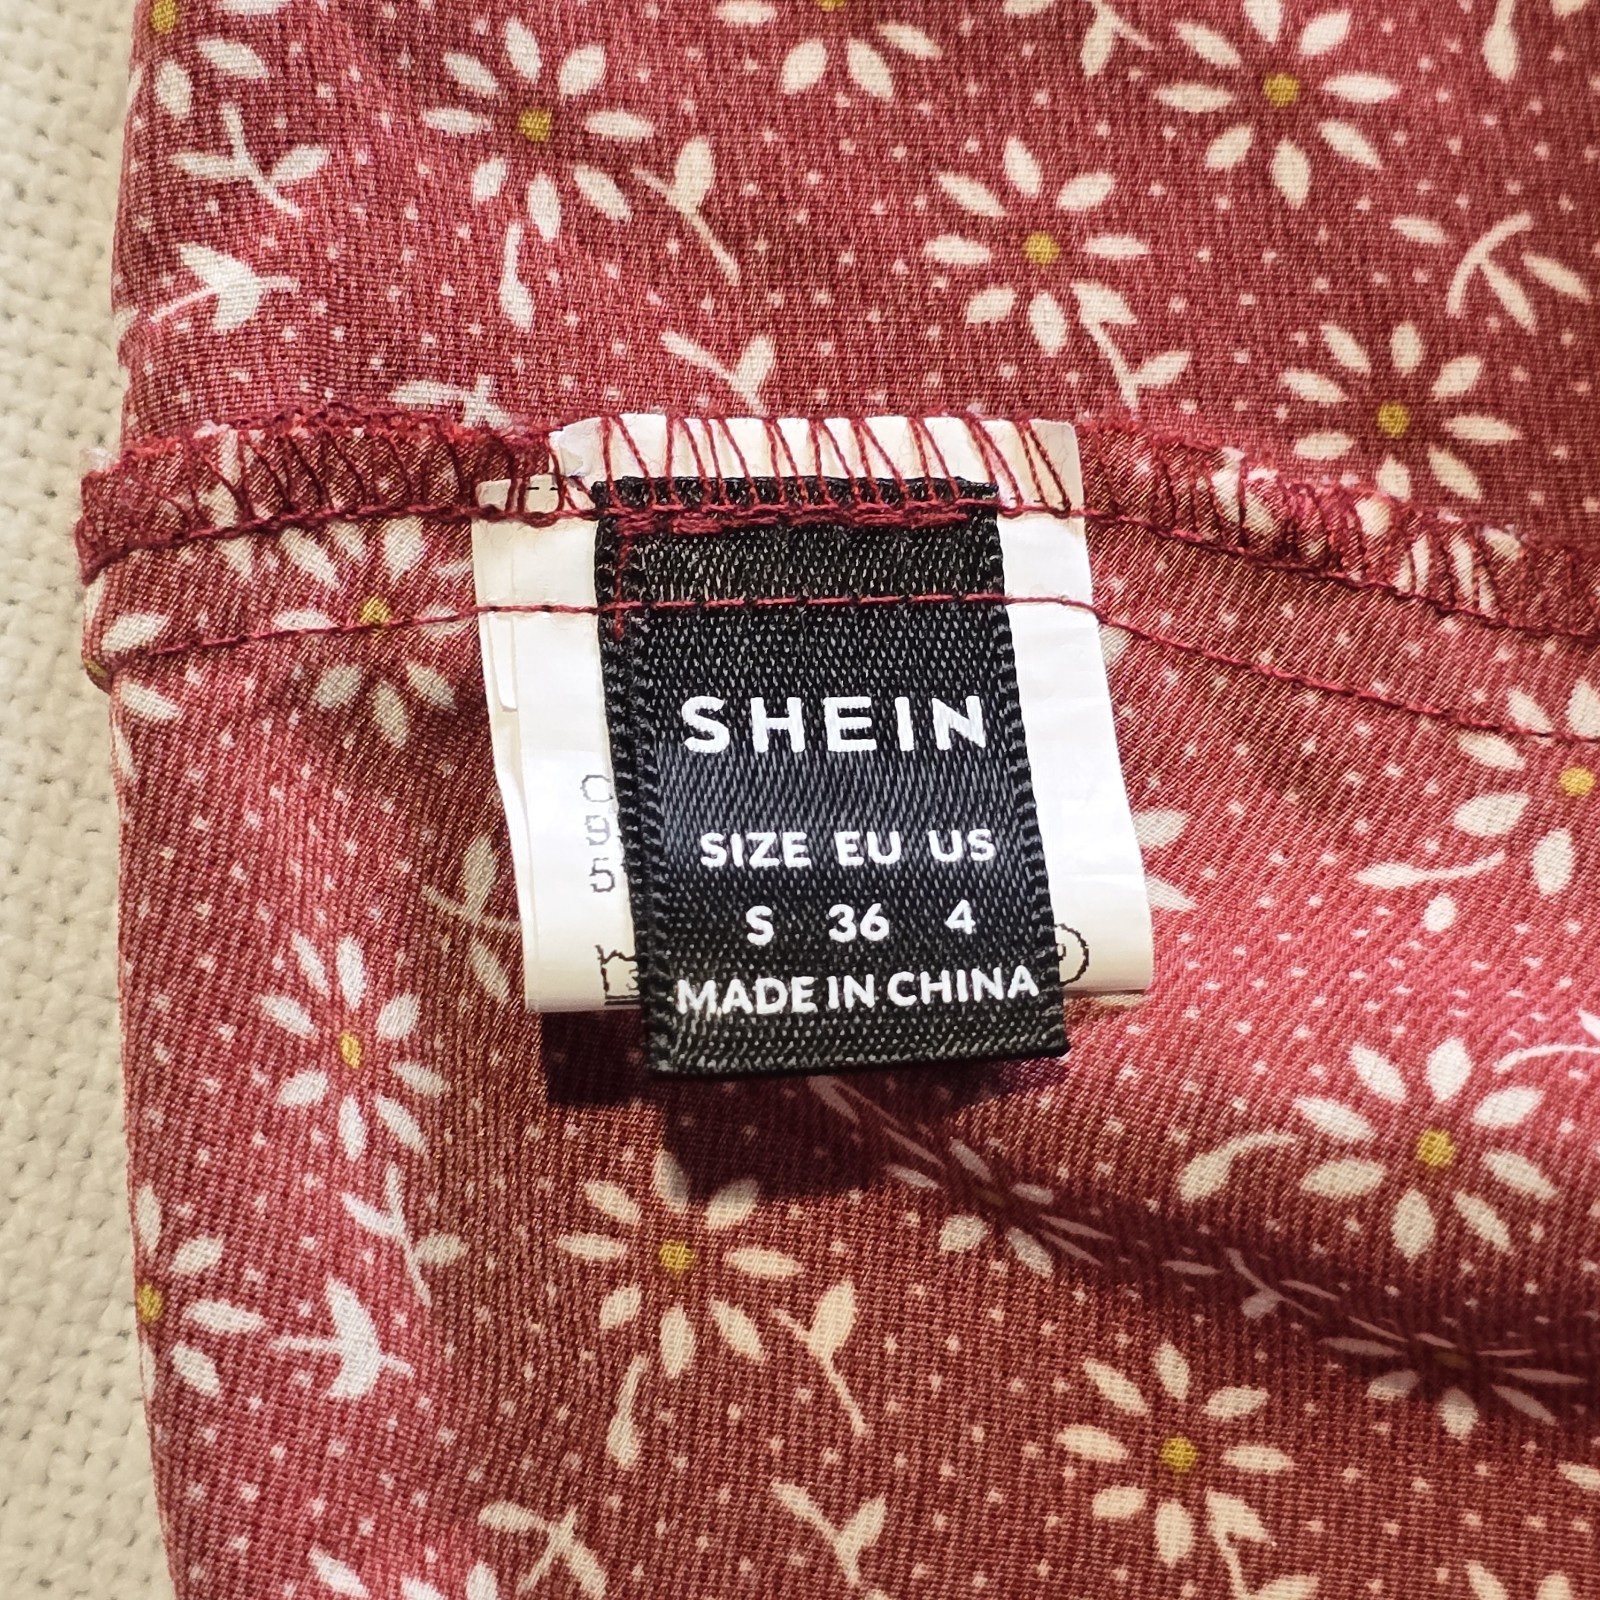 SHEIN
SIZE EU US
S 36 4
MADE IN CHINA